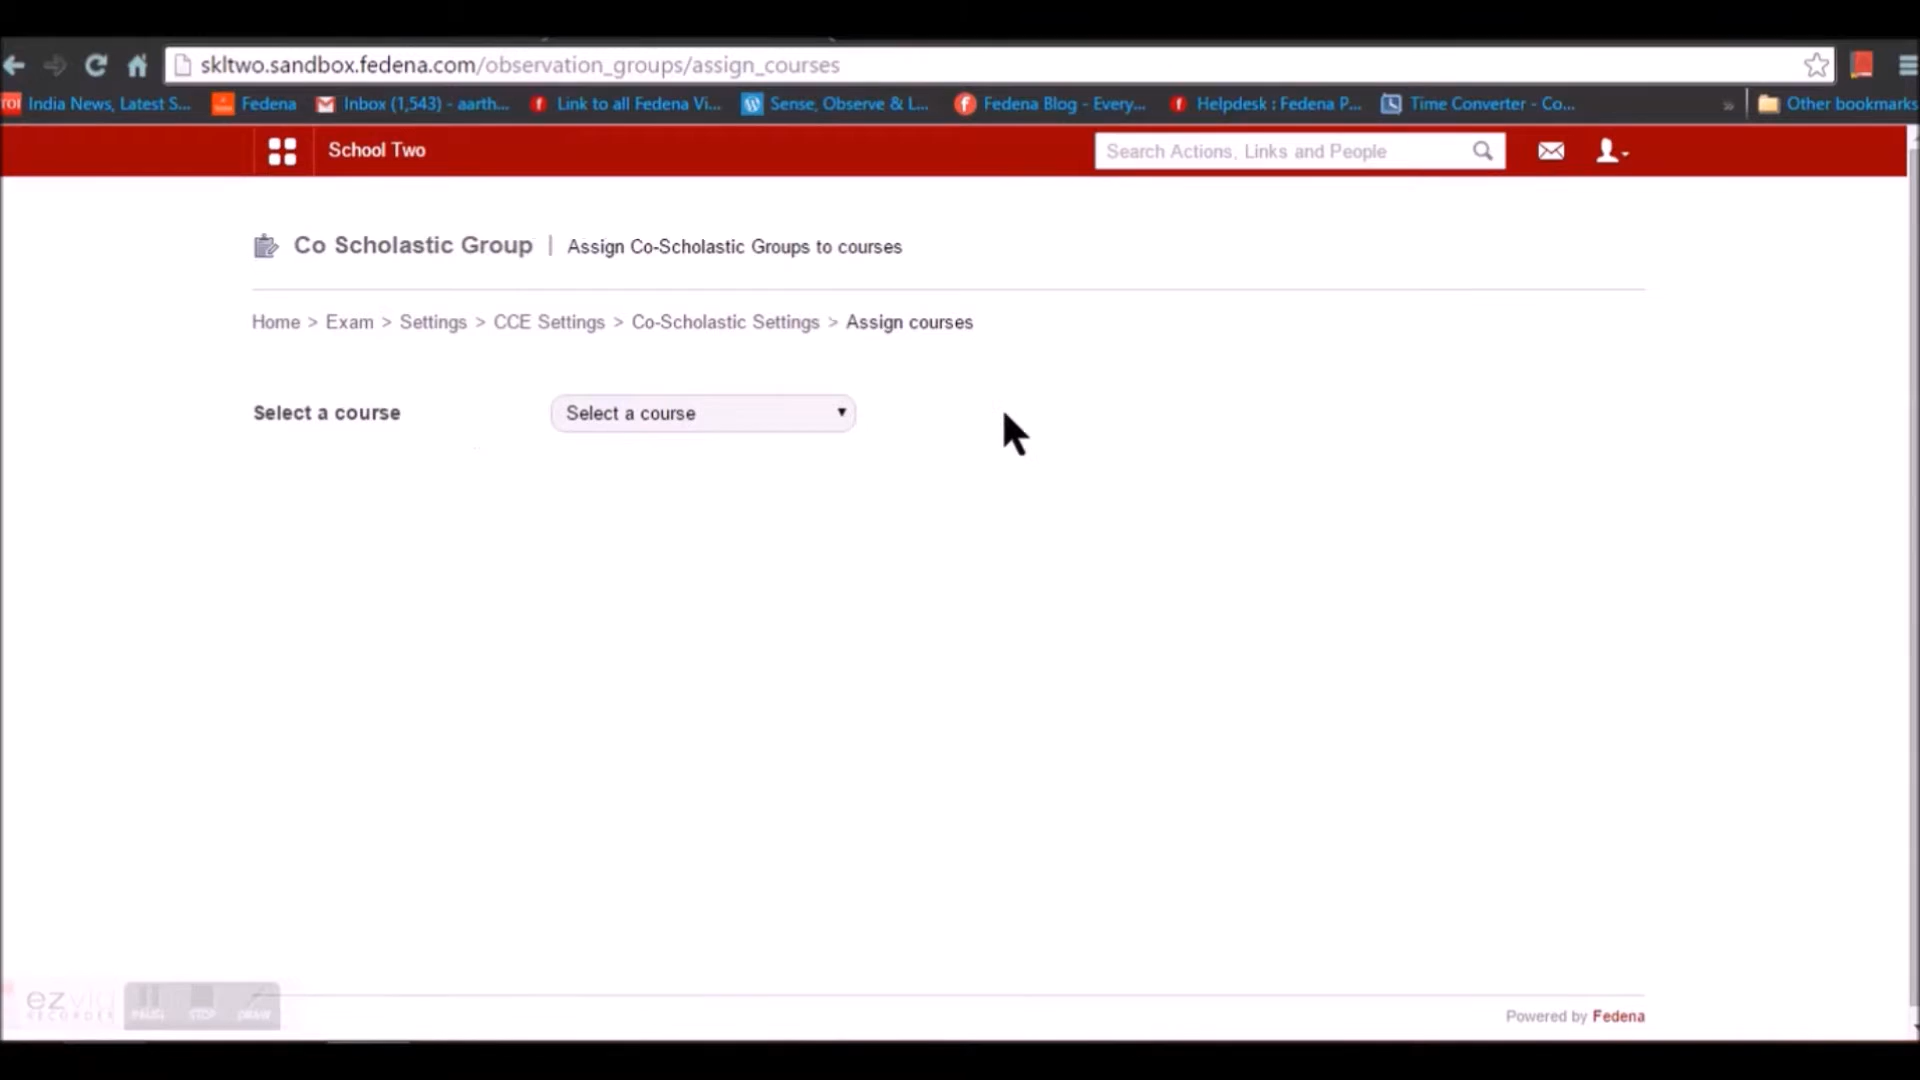 skltwo.sandbox.fedena.com/observation_groups/assign_courses
TOI India News, Latest S... Fedena Inbox (1,543) - aarth... Link to all Fedena Vi... Sense, Observe & L... Fedena Blog - Every... Helpdesk : Fedena P... Time Converter - Co... » Other bookmarks
School Two Search Actions, Links and People
Co Scholastic Group | Assign Co-Scholastic Groups to courses
Home > Exam > Settings > CCE Settings > Co-Scholastic Settings > Assign courses
Select a course Select a course
ezvid PAUSE STOP DRAW
RECORDER
Powered by Fedena